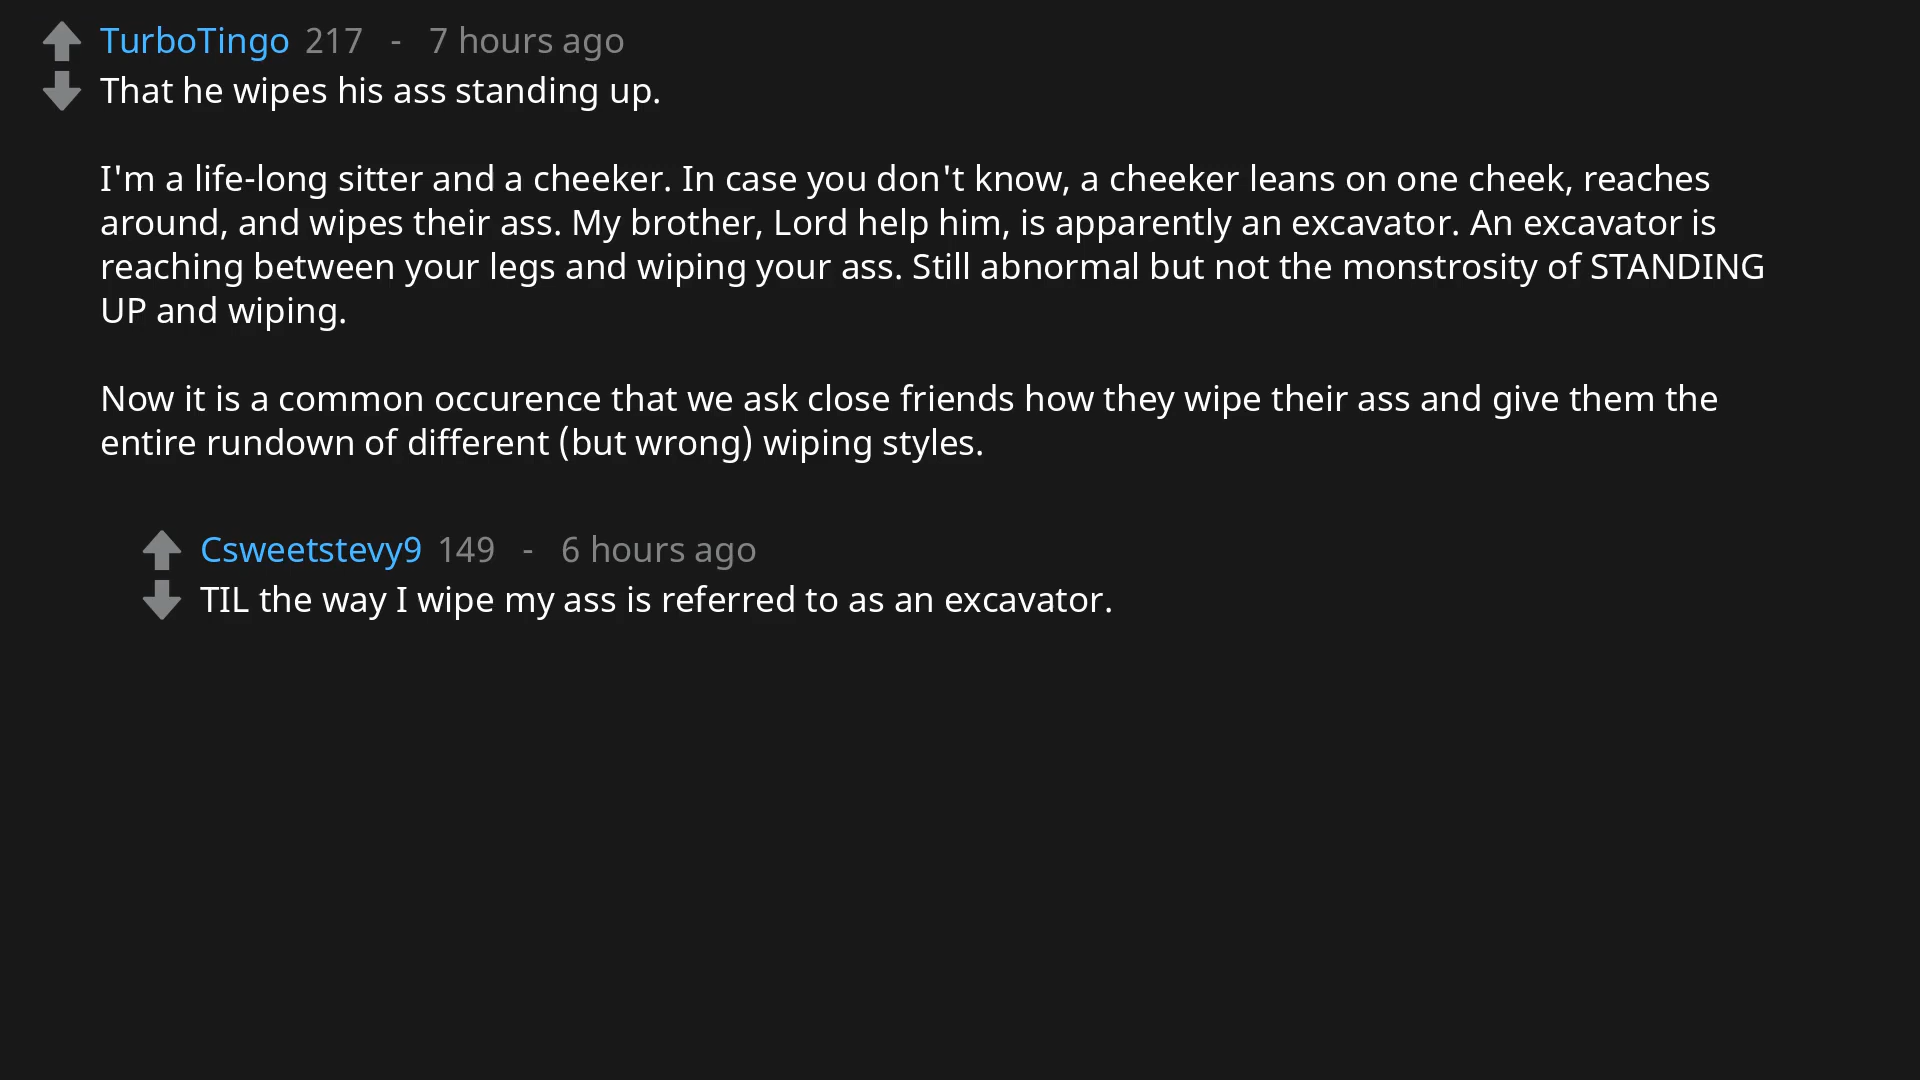 TurboTingo 217 - 7 hours ago
That he wipes his ass standing up.
I'm a life-long sitter and a cheeker. In case you don't know, a cheeker leans on one cheek, reaches
around, and wipes their ass. My brother, Lord help him, is apparently an excavator. An excavator is
reaching between your legs and wiping your ass. Still abnormal but not the monstrosity of STANDING
UP and wiping.
Now it is a common occurence that we ask close friends how they wipe their ass and give them the
entire rundown of different (but wrong) wiping styles.
Csweetstevy9 149 - 6 hours ago
TIL the way I wipe my ass is referred to as an excavator.